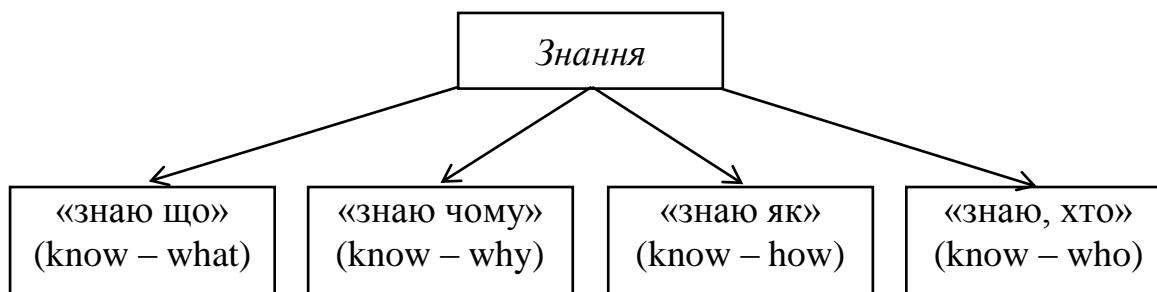 Знання
«знаю що»
(know – what)
«знаю чому»
(know – why)
«знаю як»
(know – how)
«знаю, хто»
(know – who)